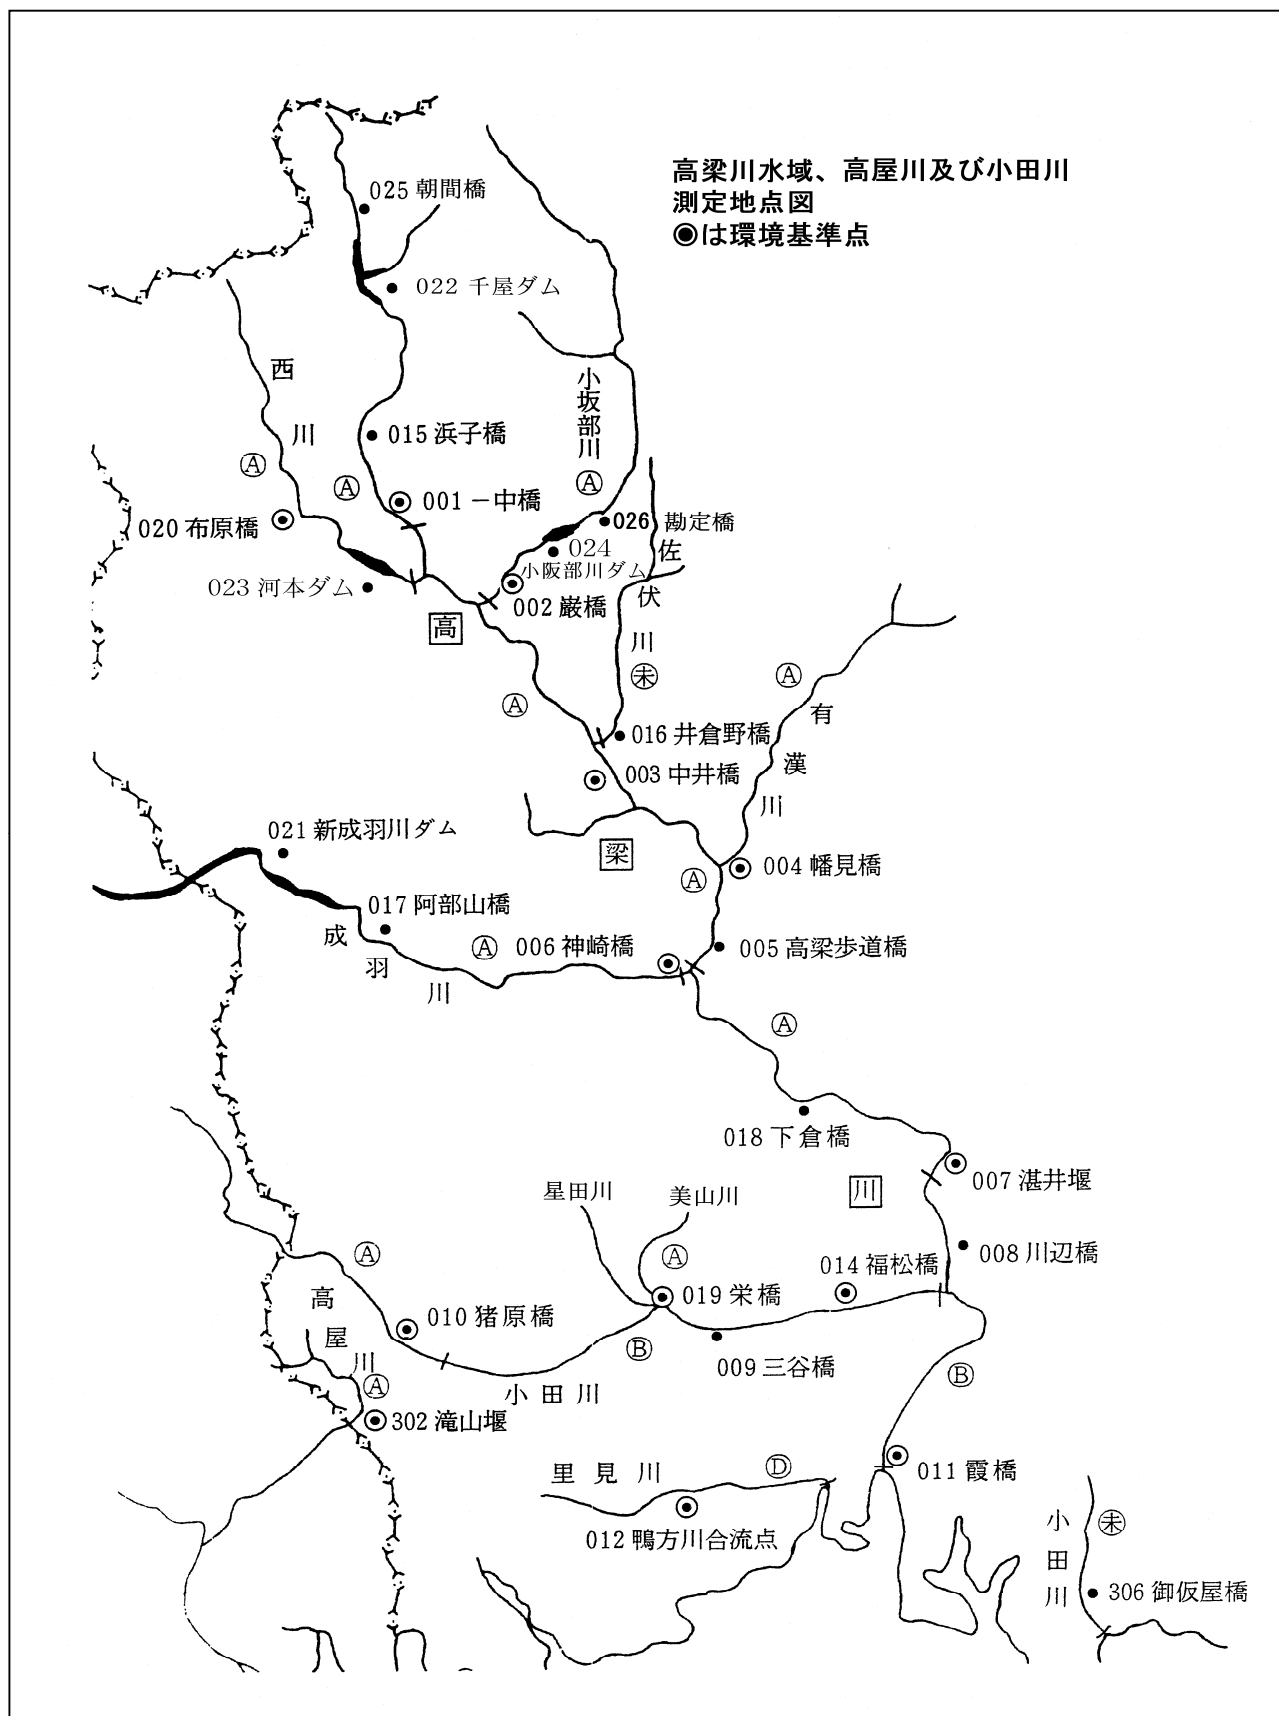 高梁川水域、高屋川及び小田川
測定地点図
◉は環境基準点
025 朝間橋
022 千屋ダム
西川
小坂部川
015 浜子橋
Ⓐ
Ⓐ
Ⓐ
001 一中橋
020 布原橋
026 勘定橋
024
小阪部川ダム
佐伏川
023 河本ダム
002 巌橋
高
未
Ⓐ
Ⓐ
有漢川
016 井倉野橋
003 中井橋
021 新成羽川ダム
梁
004 幡見橋
Ⓐ
017 阿部山橋
成羽川
Ⓐ
006 神崎橋
005 高梁歩道橋
Ⓐ
018 下倉橋
007 湛井堰
川
星田川
美山川
Ⓐ
Ⓐ
008 川辺橋
014 福松橋
019 栄橋
高屋川
010 猪原橋
Ⓑ
009 三谷橋
Ⓑ
Ⓐ
小田川
302 滝山堰
里見川
Ⓓ
011 霞橋
012 鴨方川合流点
小田川
未
306 御仮屋橋